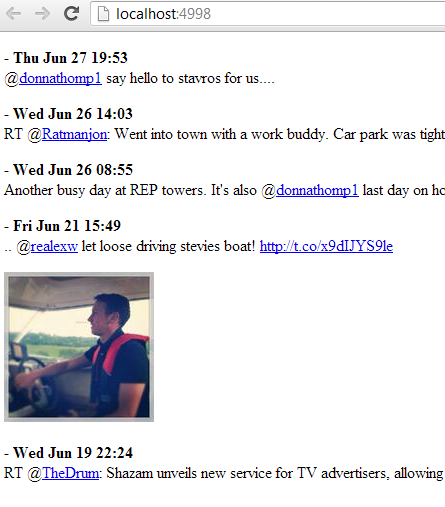 localhost:4998
- Thu Jun 27 19:53
@donnathomp1 say hello to stavros for us....
- Wed Jun 26 14:03
RT @Ratmanjon: Went into town with a work buddy. Car park was tight
- Wed Jun 26 08:55
Another busy day at REP towers. It's also @donnathomp1 last day on ho
- Fri Jun 21 15:49
.. @realexw let loose driving stevies boat! http://t.co/x9dIJYS9le
- Wed Jun 19 22:24
RT @TheDrum: Shazam unveils new service for TV advertisers, allowing